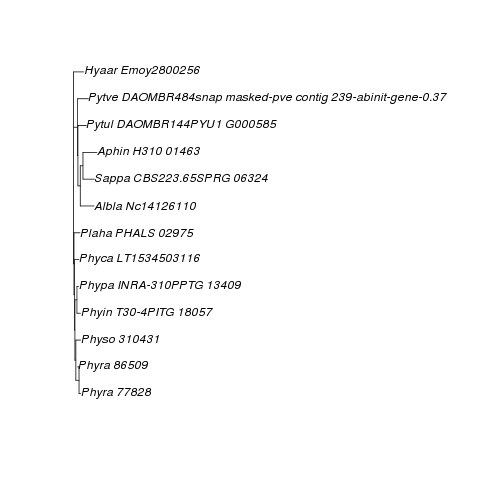 Hyaar Emoy2800256
Pytve DAOMBR484snap masked-pve contig 239-abinit-gene-0.37
Pytul DAOMBR144PYU1 G000585
Aphin H310 01463
Sappa CBS223.65SPRG 06324
Albla Nc14126110
Plaha PHALS 02975
Phyca LT1534503116
Phypa INRA-310PPTG 13409
Phyin T30-4PITG 18057
Physo 310431
Phyra 86509
Phyra 77828